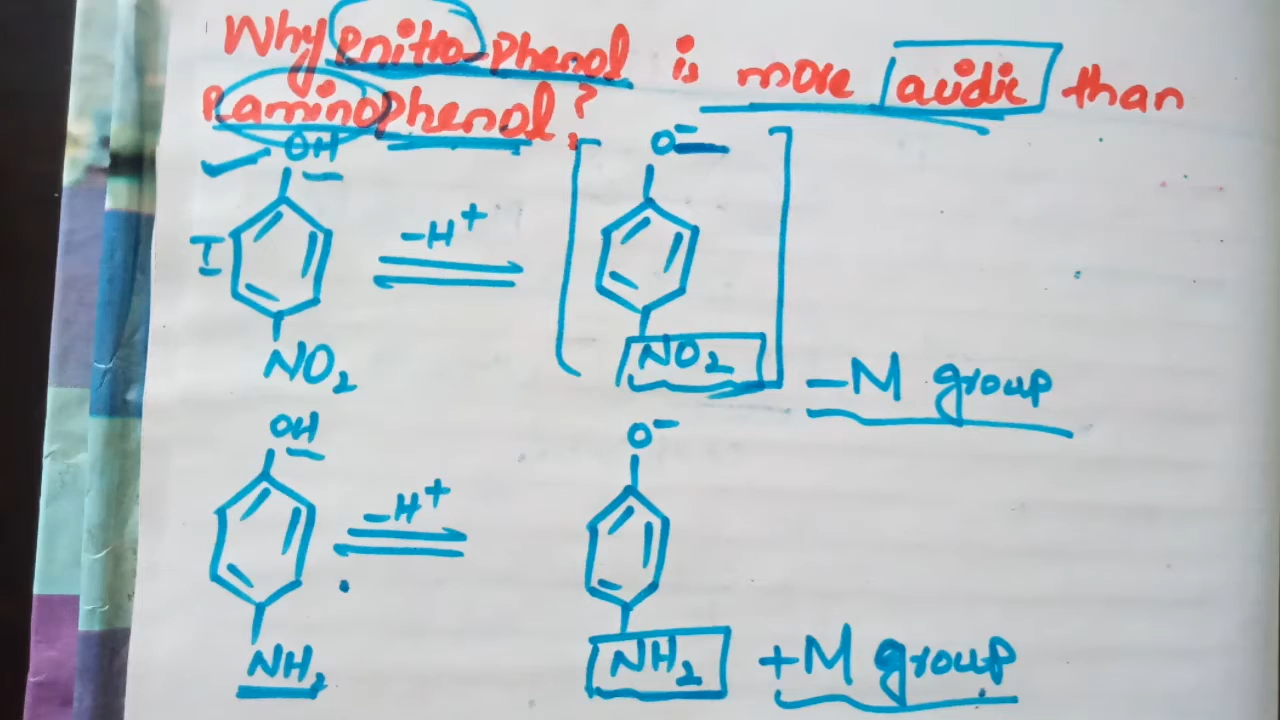 Why pnitro-phenol is more acidic than
Paminophenol?
OH
O⁻
I
-H⁺
NO₂
NO₂
-M group
OH
O⁻
-H⁺
NH₂
NH₂
+M group